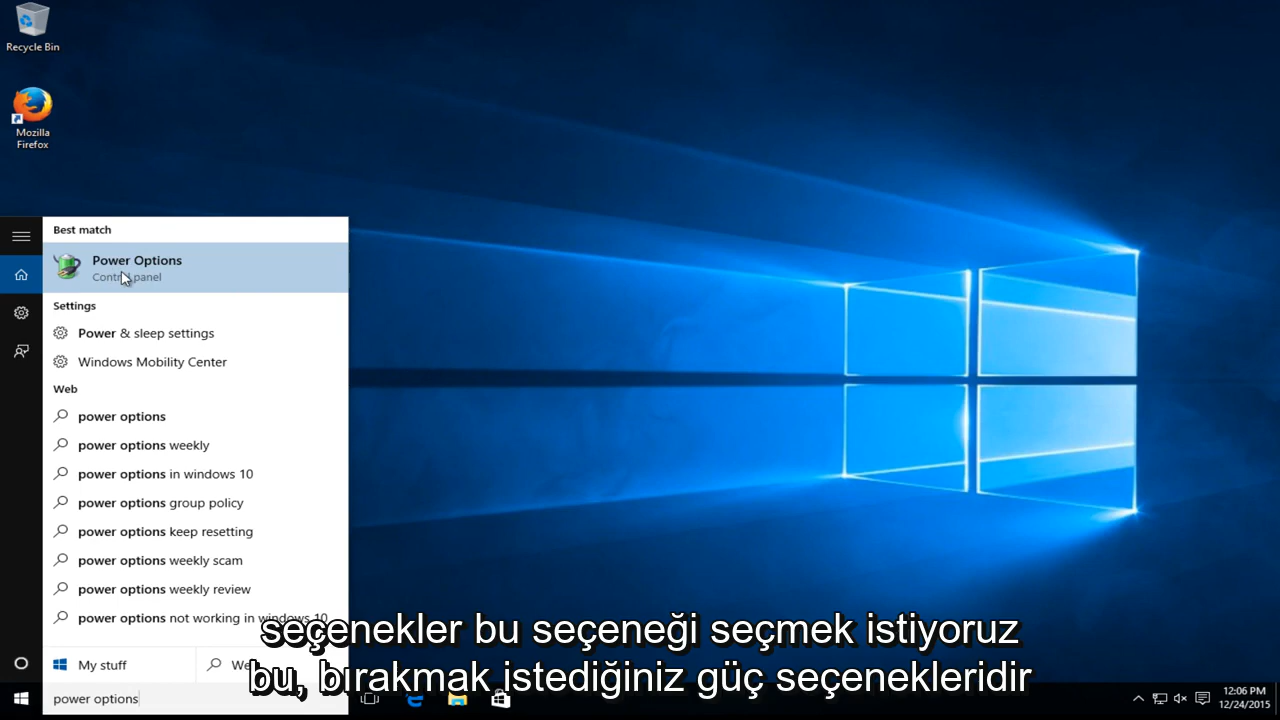 Recycle Bin
Mozilla
Firefox
Best match
Power Options
Control panel
Settings
Power & sleep settings
Windows Mobility Center
Web
power options
power options weekly
power options in windows 10
power options group policy
power options keep resetting
power options weekly scam
power options weekly review
power options not working in windows 10
seçenekler bu seçeneği seçmek istiyoruz
My stuff
bu, bırakmak istediğiniz güç seçenekleridir
power options
12:06 PM
12/24/2015